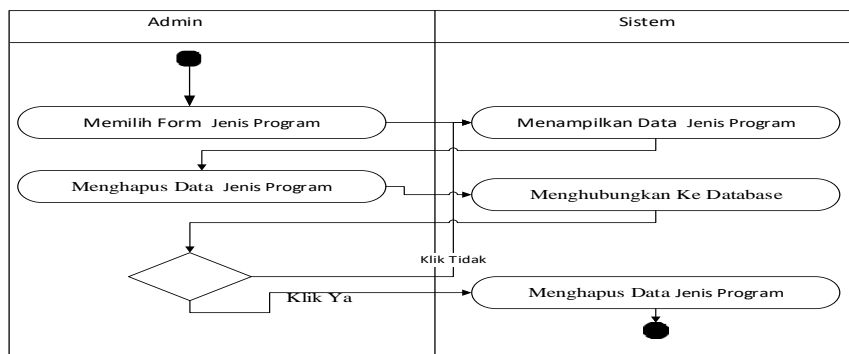 Admin
Sistem
Memilih Form Jenis Program
Menampilkan Data Jenis Program
Menghapus Data Jenis Program
Menghubungkan Ke Database
Klik Tidak
Klik Ya
Menghapus Data Jenis Program